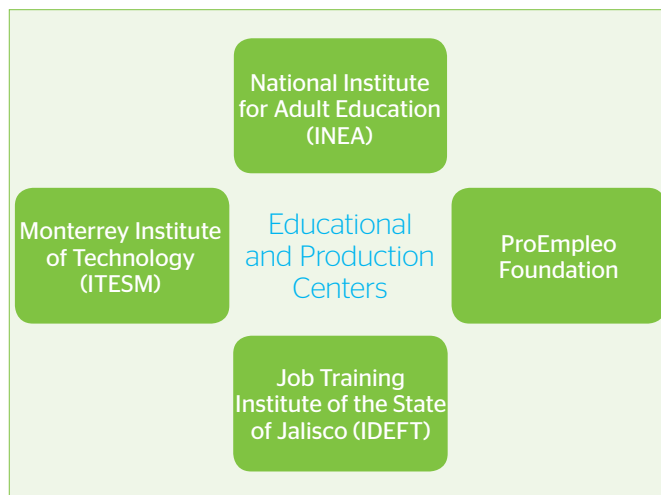 National Institute
for Adult Education
(INEA)
Monterrey Institute
of Technology
(ITESM)
Educational
and Production
Centers
ProEmpleo
Foundation
Job Training
Institute of the State
of Jalisco (IDEFT)